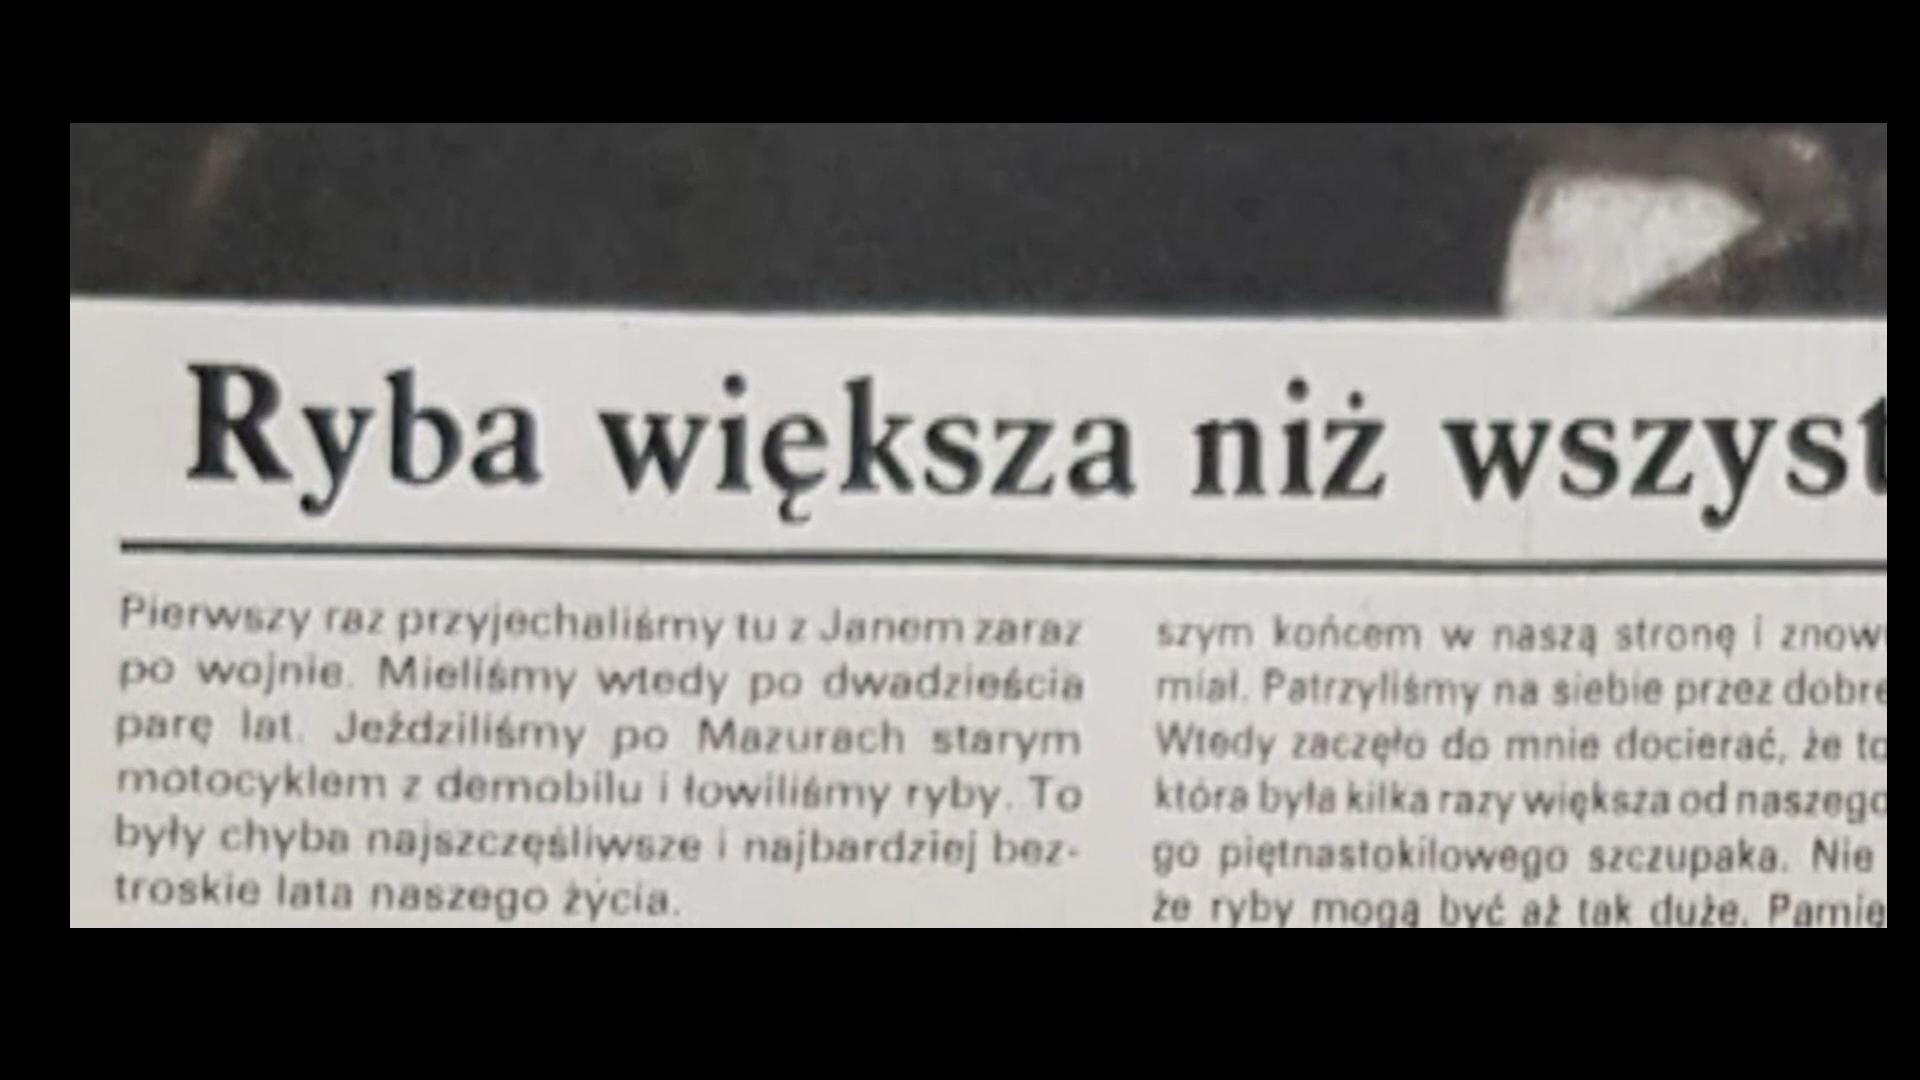 Ryba większa niż wszyst
Pierwszy raz przyjechaliśmy tu z Janem zaraz
po wojnie. Mieliśmy wtedy po dwadzieścia
parę lat. Jeździliśmy po Mazurach starym
motocyklem z demobilu i łowiliśmy ryby. To
były chyba najszczęśliwsze i najbardziej bez-
troskie lata naszego życia.
szym końcem w naszą stronę i znow
miał. Patrzyliśmy na siebie przez dobre
Wtedy zaczęło do mnie docierać, że to
która była kilka razy większa od naszego
go piętnastokilowego szczupaka. Nie
że ryby mogą być aż tak duże. Pamię